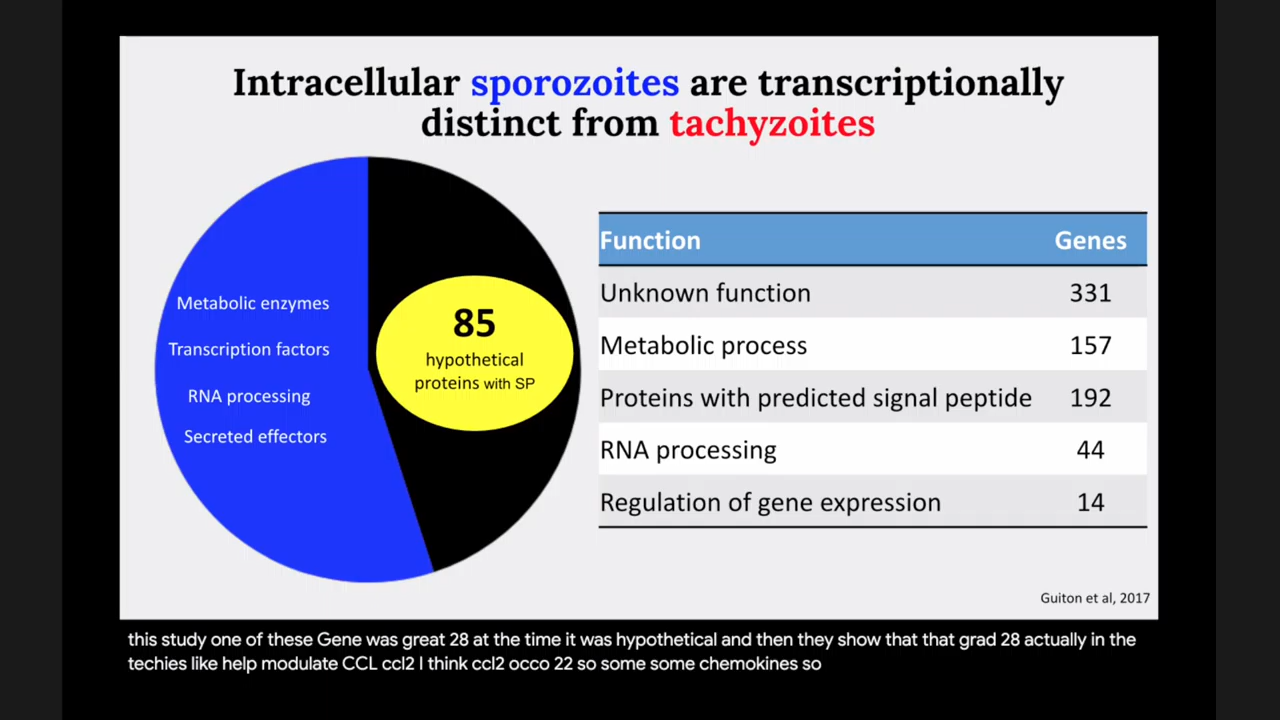 Intracellular sporozoites are transcriptionally
distinct from tachyzoites
Metabolic enzymes
Transcription factors
RNA processing
Secreted effectors
85
hypothetical
proteins with SP
Function Genes
Unknown function 331
Metabolic process 157
Proteins with predicted signal peptide 192
RNA processing 44
Regulation of gene expression 14
Guiton et al, 2017
this study one of these Gene was great 28 at the time it was hypothetical and then they show that that grad 28 actually in the
techies like help modulate CCL ccl2 I think ccl2 occo 22 so some some chemokines so